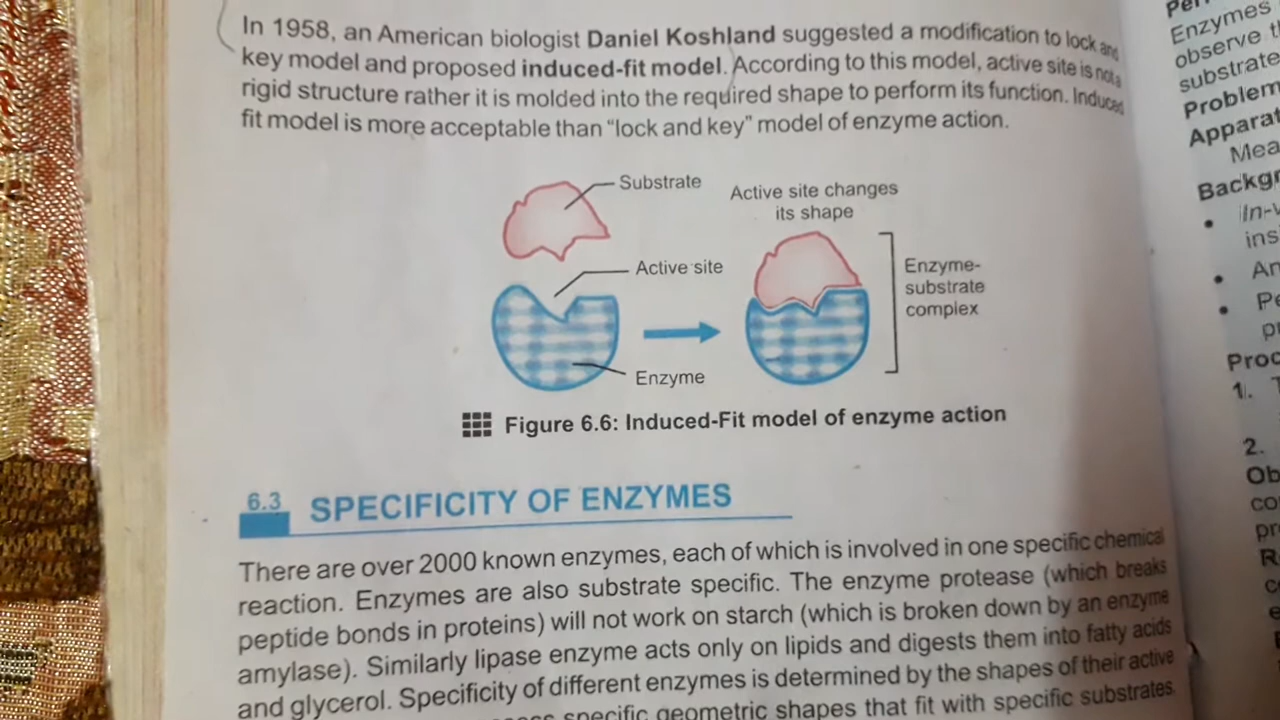 In 1958, an American biologist Daniel Koshland suggested a modification to lock and
key model and proposed induced-fit model. According to this model, active site is not a
rigid structure rather it is molded into the required shape to perform its function. Induced
fit model is more acceptable than "lock and key" model of enzyme action.
Substrate
Active site changes
its shape
Active site
Enzyme-
substrate
complex
Enzyme
Figure 6.6: Induced-Fit model of enzyme action
6.3 SPECIFICITY OF ENZYMES
There are over 2000 known enzymes, each of which is involved in one specific chemical
reaction. Enzymes are also substrate specific. The enzyme protease (which breaks
peptide bonds in proteins) will not work on starch (which is broken down by an enzyme
amylase). Similarly lipase enzyme acts only on lipids and digests them into fatty acids
and glycerol. Specificity of different enzymes is determined by the shapes of their active
specific geometric shapes that fit with specific substrates.
Enzymes
observe
substrate
Problem
Apparat
Mea
Backgr
• In-v
ins
• An
• Pe
pr
Proc
1.
2.
Ob
co
pr
R